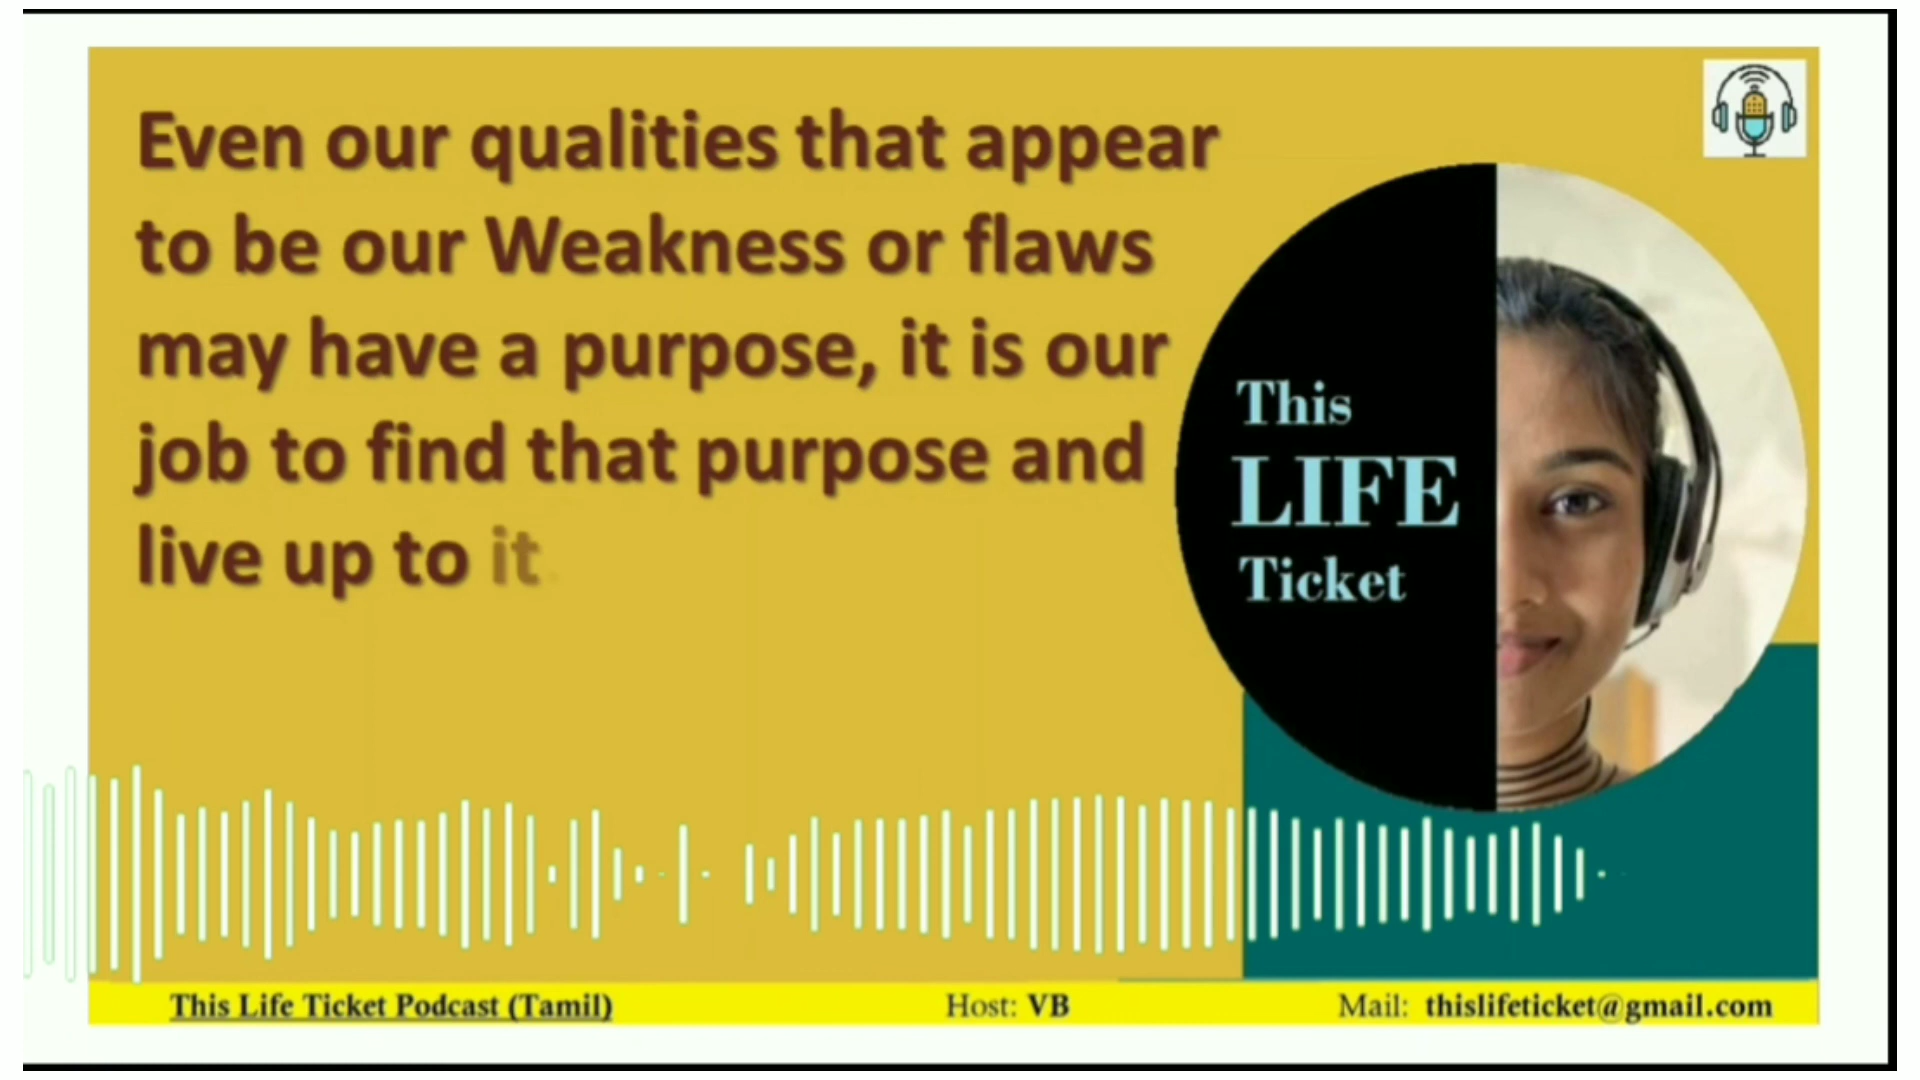 Even our qualities that appear
to be our Weakness or flaws
may have a purpose, it is our
job to find that purpose and
live up to it
This
LIFE
Ticket
This Life Ticket Podcast (Tamil)
Host: VB
Mail: thislifeticket@gmail.com